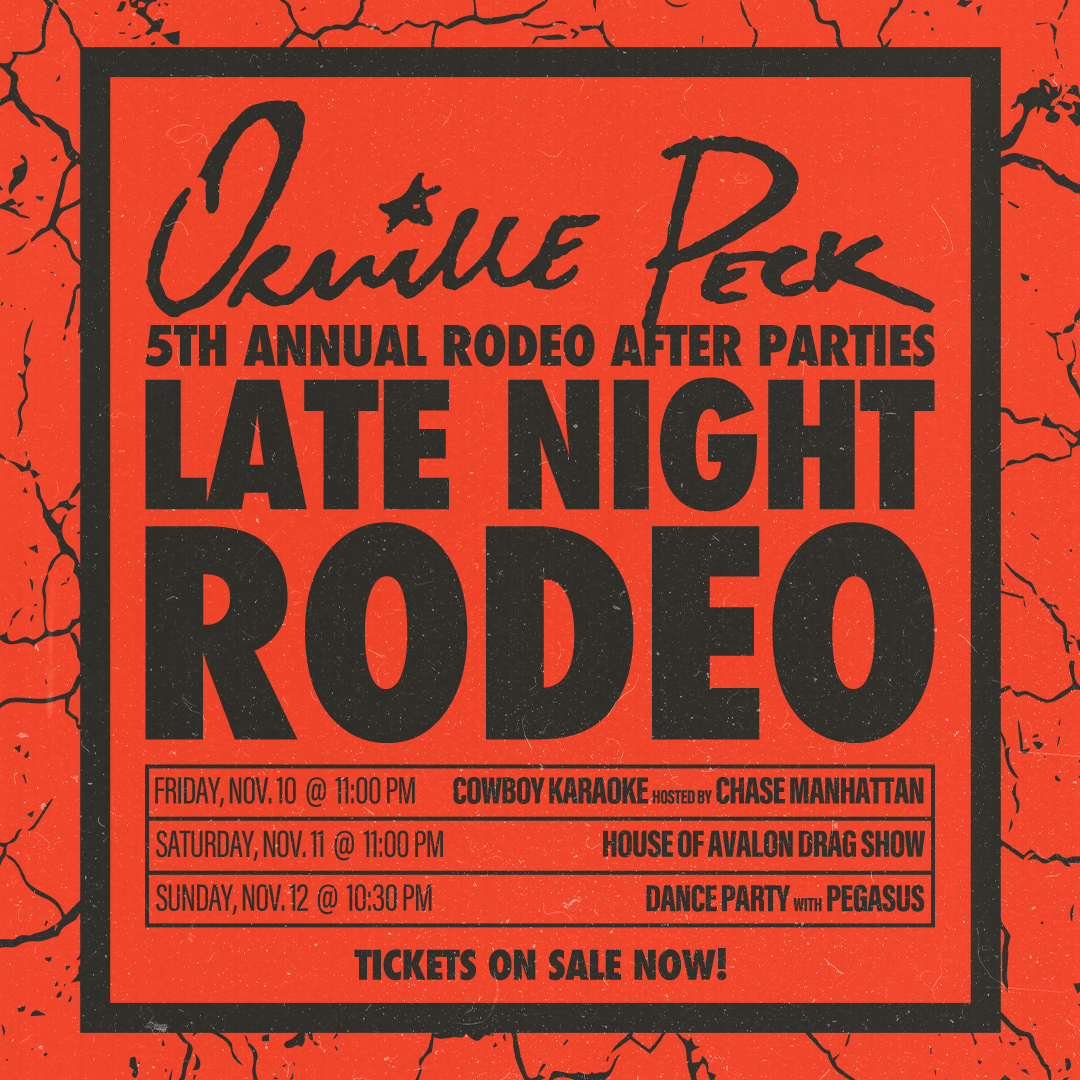 Orville Peck
5TH ANNUAL RODEO AFTER PARTIES
LATE NIGHT
RODEO
FRIDAY, NOV. 10 @ 11:00 PM COWBOY KARAOKE HOSTED BY CHASE MANHATTAN
SATURDAY, NOV. 11 @ 11:00 PM HOUSE OF AVALON DRAG SHOW
SUNDAY, NOV. 12 @ 10:30 PM DANCE PARTY WITH PEGASUS
TICKETS ON SALE NOW!